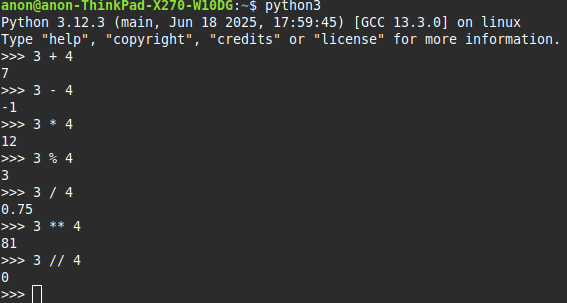 anon@anon-ThinkPad-X270-W10DG:~$ python3
Python 3.12.3 (main, Jun 18 2025, 17:59:45) [GCC 13.3.0] on linux
Type "help", "copyright", "credits" or "license" for more information.
>>> 3 + 4
7
>>> 3 - 4
-1
>>> 3 * 4
12
>>> 3 % 4
3
>>> 3 / 4
0.75
>>> 3 ** 4
81
>>> 3 // 4
0
>>>